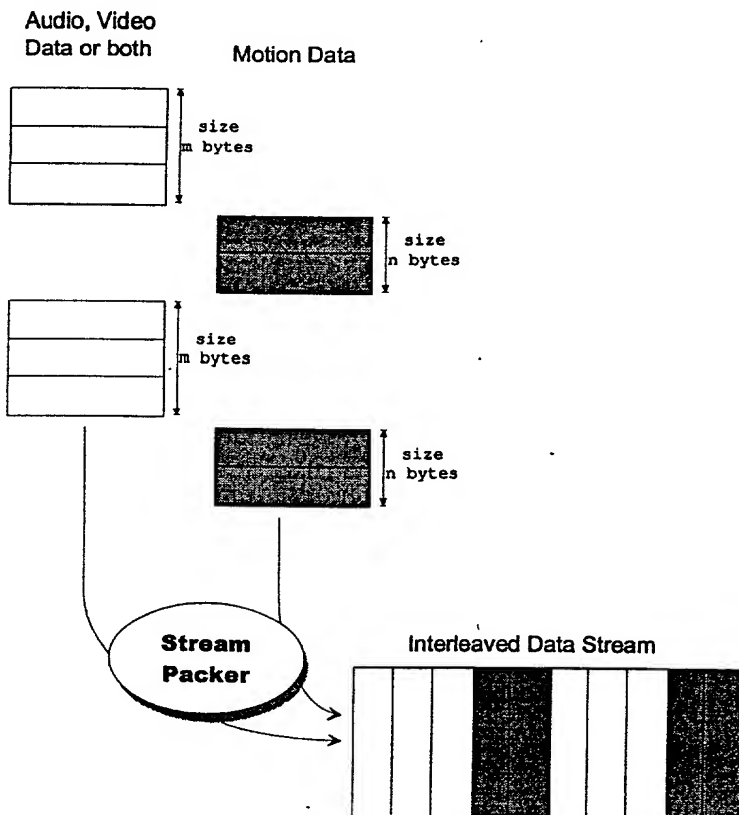 Audio, Video
Data or both
Motion Data
size
m bytes
size
n bytes
size
m bytes
size
n bytes
Stream
Packer
Interleaved Data Stream